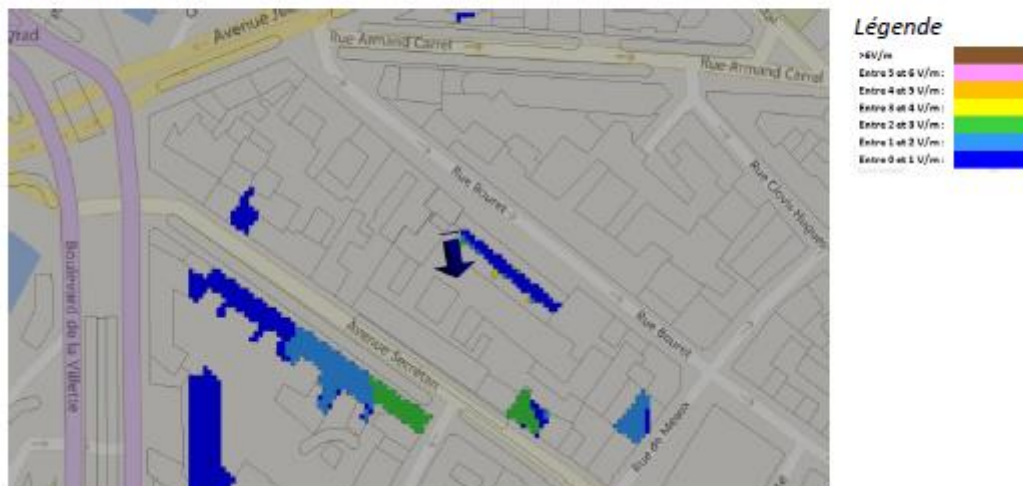 grad
Avenue Jea
Rue Armand Carrel
Rue Armand Carrel
Rue Bouret
Rue Clovis Hugues
Boulevard de la Villette
Avenue Secrétan
Rue Bouret
Rue de Meaux
Légende
>6V/m
Entre 5 et 6 V/m :
Entre 4 et 5 V/m :
Entre 3 et 4 V/m :
Entre 2 et 3 V/m :
Entre 1 et 2 V/m :
Entre 0 et 1 V/m :